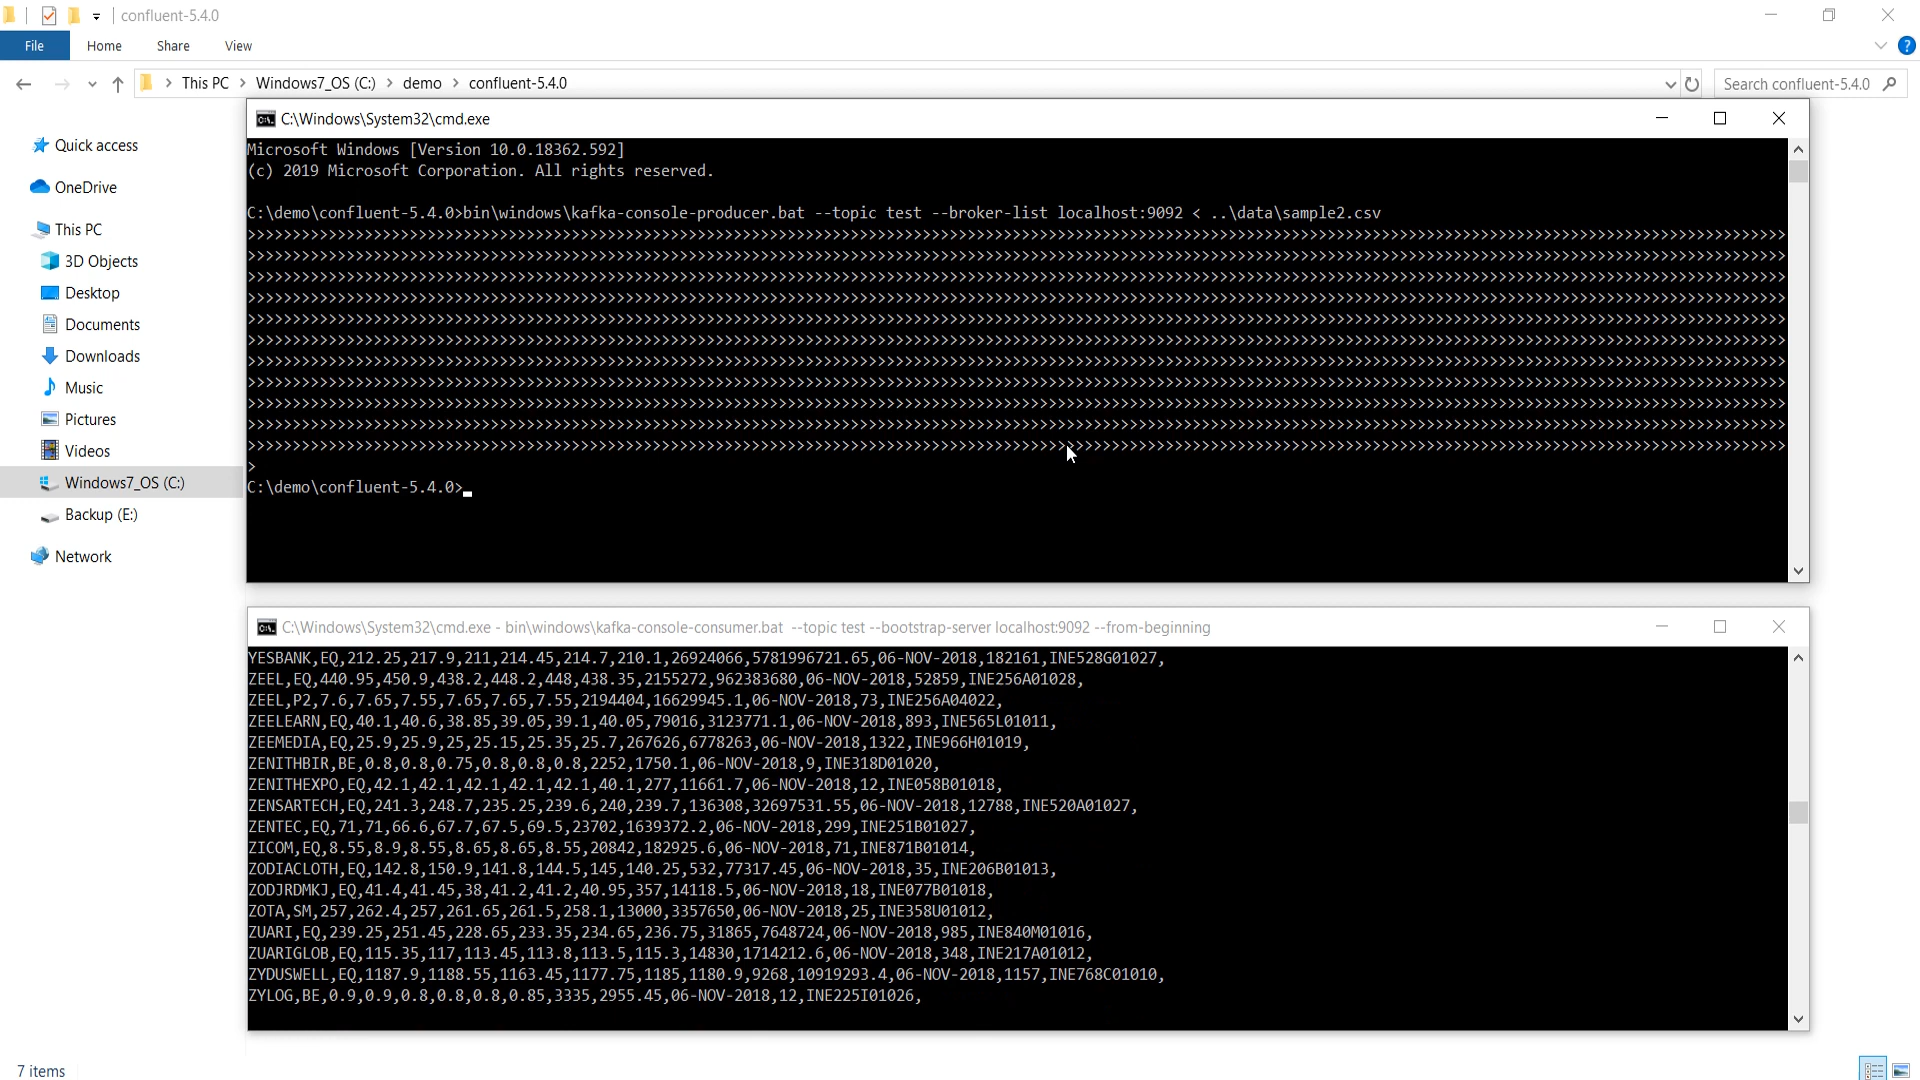 confluent-5.4.0
File Home Share View
This PC > Windows7_OS (C:) > demo > confluent-5.4.0
Search confluent-5.4.0
Quick access
OneDrive
This PC
3D Objects
Desktop
Documents
Downloads
Music
Pictures
Videos
Windows7_OS (C:)
Backup (E:)
Network
C:\Windows\System32\cmd.exe
Microsoft Windows [Version 10.0.18362.592]
(c) 2019 Microsoft Corporation. All rights reserved.
C:\demo\confluent-5.4.0>bin\windows\kafka-console-producer.bat --topic test --broker-list localhost:9092 < ..\data\sample2.csv
>
C:\demo\confluent-5.4.0>
C:\Windows\System32\cmd.exe - bin\windows\kafka-console-consumer.bat --topic test --bootstrap-server localhost:9092 --from-beginning
YESBANK,EQ,212.25,217.9,211,214.45,214.7,210.1,26924066,5781996721.65,06-NOV-2018,182161,INE528G01027,
ZEEL,EQ,440.95,450.9,438.2,448.2,448,438.35,2155272,962383680,06-NOV-2018,52859,INE256A01028,
ZEEL,P2,7.6,7.65,7.55,7.65,7.65,7.55,2194404,16629945.1,06-NOV-2018,73,INE256A04022,
ZEELEARN,EQ,40.1,40.6,38.85,39.05,39.1,40.05,79016,3123771.1,06-NOV-2018,893,INE565L01011,
ZEEMEDIA,EQ,25.9,25.9,25,25.15,25.35,25.7,267626,6778263,06-NOV-2018,1322,INE966H01019,
ZENITHBIR,BE,0.8,0.8,0.75,0.8,0.8,0.8,2252,1750.1,06-NOV-2018,9,INE318D01020,
ZENITHEXPO,EQ,42.1,42.1,42.1,42.1,42.1,40.1,277,11661.7,06-NOV-2018,12,INE058B01018,
ZENSARTECH,EQ,241.3,248.7,235.25,239.6,240,239.7,136308,32697531.55,06-NOV-2018,12788,INE520A01027,
ZENTEC,EQ,71,71,66.6,67.7,67.5,69.5,23702,1639372.2,06-NOV-2018,299,INE251B01027,
ZICOM,EQ,8.55,8.9,8.55,8.65,8.65,8.55,20842,182925.6,06-NOV-2018,71,INE871B01014,
ZODIACLOTH,EQ,142.8,150.9,141.8,144.5,145,140.25,532,77317.45,06-NOV-2018,35,INE206B01013,
ZODJRDMKJ,EQ,41.4,41.45,38,41.2,41.2,40.95,357,14118.5,06-NOV-2018,18,INE077B01018,
ZOTA,SM,257,262.4,257,261.65,261.5,258.1,13000,3357650,06-NOV-2018,25,INE358U01012,
ZUARI,EQ,239.25,251.45,228.65,233.35,234.65,236.75,31865,7648724,06-NOV-2018,985,INE840M01016,
ZUARIGLOB,EQ,115.35,117,113.45,113.8,113.5,115.3,14830,1714212.6,06-NOV-2018,348,INE217A01012,
ZYDUSWELL,EQ,1187.9,1188.55,1163.45,1177.75,1185,1180.9,9268,10919293.4,06-NOV-2018,1157,INE768C01010,
ZYLOG,BE,0.9,0.9,0.8,0.8,0.8,0.85,3335,2955.45,06-NOV-2018,12,INE225I01026,
7 items